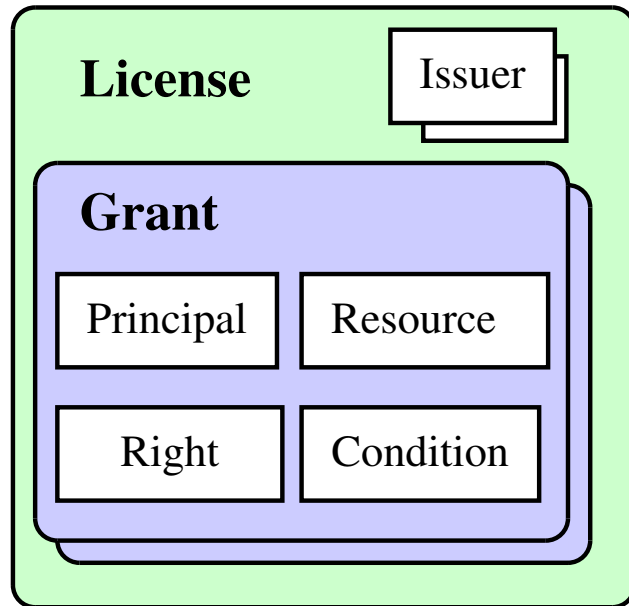 License
Issuer
Grant
Principal
Resource
Right
Condition